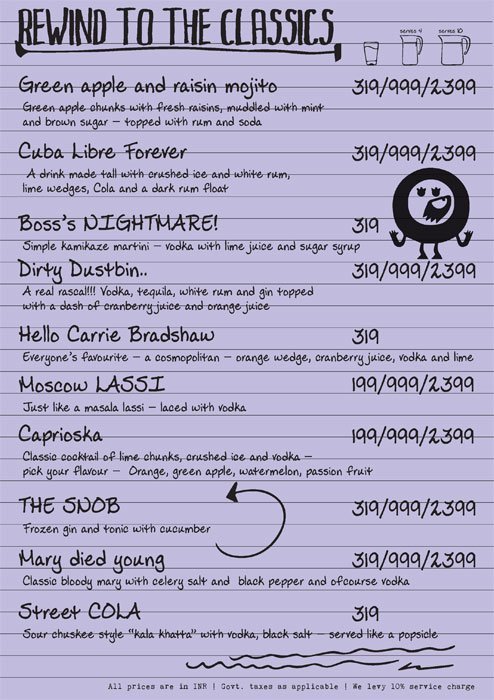 REWIND TO THE CLASSICS
serves 4 serves 10
Green apple and raisin mojito 319/999/2399
Green apple chunks with fresh raisins, muddled with mint
and brown sugar – topped with rum and soda
Cuba Libre Forever 319/999/2399
A drink made tall with crushed ice and white rum,
lime wedges, Cola and a dark rum float
Boss's NIGHTMARE! 319
Simple kamikaze martini – vodka with lime juice and sugar syrup
Dirty Dustbin.. 319/999/2399
A real rascal!!! Vodka, tequila, white rum and gin topped
with a dash of cranberry juice and orange juice
Hello Carrie Bradshaw 319
Everyone's favourite – a cosmopolitan – orange wedge, cranberry juice, vodka and lime
Moscow LASSI 199/999/2399
Just like a masala lassi – laced with vodka
Caprioska 199/999/2399
Classic cocktail of lime chunks, crushed ice and vodka –
pick your flavour – Orange, green apple, watermelon, passion fruit
THE SNOB 319/999/2399
Frozen gin and tonic with cucumber
Mary died young 319/999/2399
Classic bloody mary with celery salt and black pepper and ofcourse vodka
Street COLA 319
Sour chuskee style "kala khatta" with vodka, black salt – served like a popsicle
All prices are in INR | Govt. taxes as applicable | We levy 10% service charge